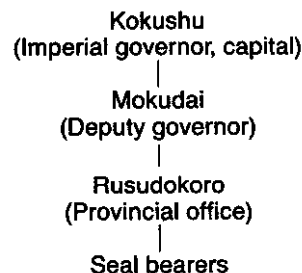 Kokushu
(Imperial governor, capital)
Mokudai
(Deputy governor)
Rusudokoro
(Provincial office)
Seal bearers